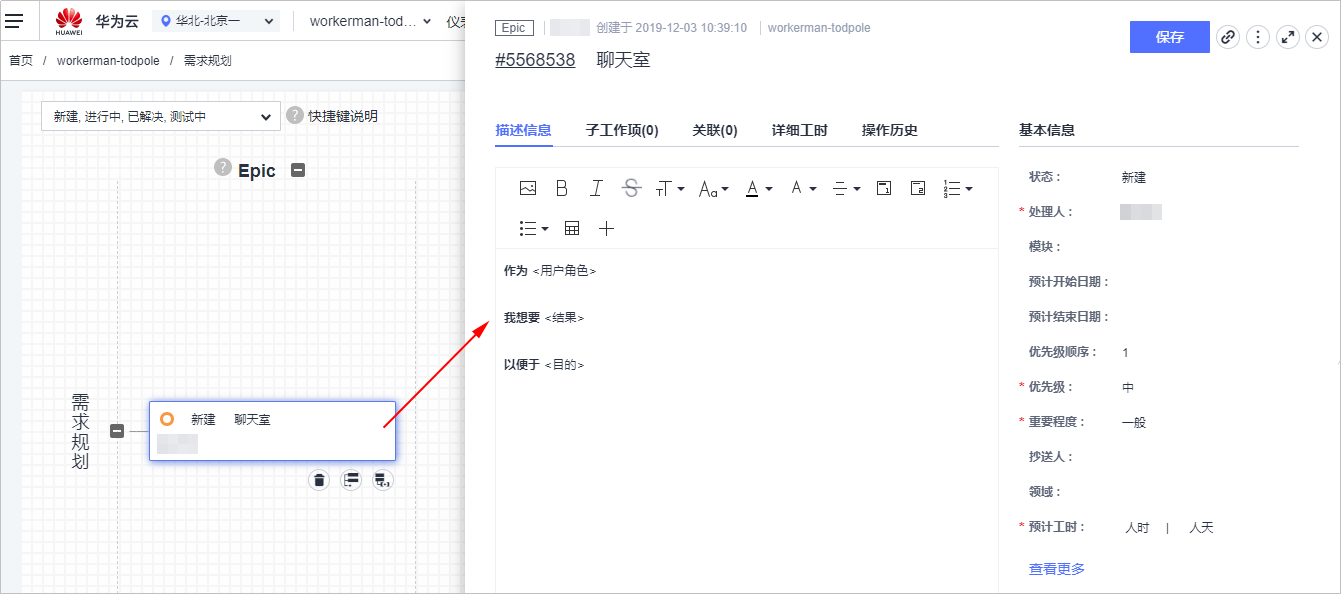 HUAWEI
华为云
华北-北京一
workerman-tod...
仪表
首页 / workerman-todpole / 需求规划
新建, 进行中, 已解决, 测试中
? 快捷键说明
? Epic
需求规划
新建 聊天室
Epic
创建于 2019-12-03 10:39:10
workerman-todpole
#5568538 聊天室
保存
描述信息
子工作项(0)
关联(0)
详细工时
操作历史
作为 <用户角色>
我想要 <结果>
以便于 <目的>
基本信息
状态： 新建
* 处理人：
模块：
预计开始日期：
预计结束日期：
优先级顺序： 1
* 优先级： 中
* 重要程度： 一般
抄送人：
领域：
* 预计工时： 人时 | 人天
查看更多